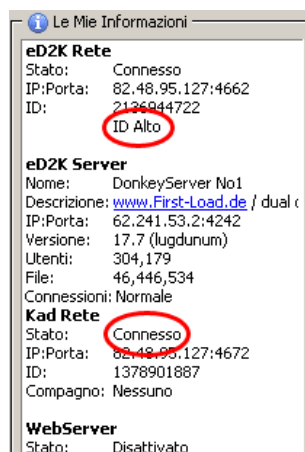 Le Mie Informazioni
eD2K Rete
Stato: Connesso
IP:Porta: 82.48.95.127:4662
ID: 2136944722
ID Alto
eD2K Server
Nome: DonkeyServer No1
Descrizione: www.First-Load.de / dual
IP:Porta: 62.241.53.2:4242
Versione: 17.7 (lugdunum)
Utenti: 304,179
File: 46,446,534
Connessioni: Normale
Kad Rete
Stato: Connesso
IP:Porta: 82.48.95.127:4672
ID: 1378901887
Compagno: Nessuno
WebServer
Stato: Disattivato